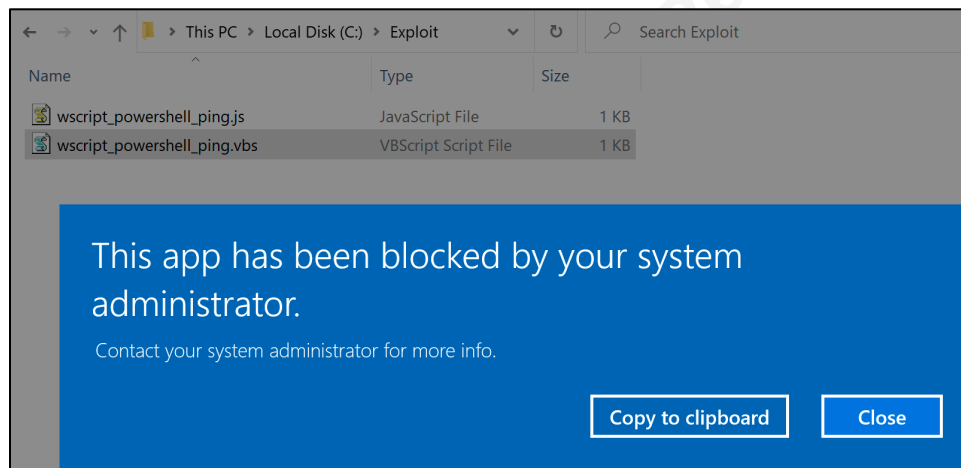 This PC > Local Disk (C:) > Exploit Search Exploit
Name Type Size
wscript_powershell_ping.js JavaScript File 1 KB
wscript_powershell_ping.vbs VBScript Script File 1 KB
This app has been blocked by your system
administrator.
Contact your system administrator for more info.
Copy to clipboard Close